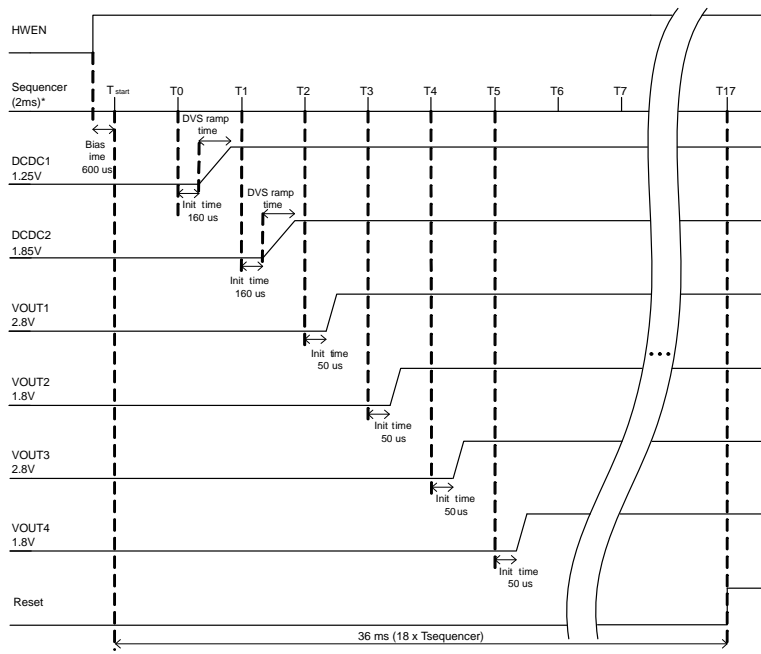 HWEN
Sequencer
(2ms)*
T start
T0
T1
T2
T3
T4
T5
T6
T7
T17
Bias
ime
600 us
DVS ramp
time
DCDC1
1.25V
Init time
160 us
DVS ramp
time
DCDC2
1.85V
Init time
160 us
VOUT1
2.8V
Init time
50 us
VOUT2
1.8V
Init time
50 us
VOUT3
2.8V
Init time
50 us
VOUT4
1.8V
Init time
50 us
Reset
36 ms (18 x Tsequencer)